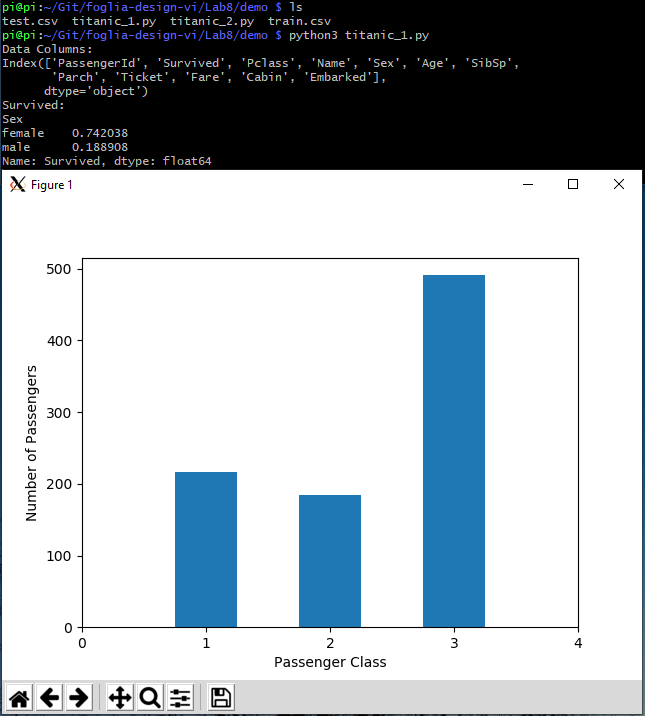 pi@pi:~/Git/foglia-design-vi/Lab8/demo $ ls
test.csv  titanic_1.py  titanic_2.py  train.csv
pi@pi:~/Git/foglia-design-vi/Lab8/demo $ python3 titanic_1.py
Data Columns:
Index(['PassengerId', 'Survived', 'Pclass', 'Name', 'Sex', 'Age', 'SibSp',
       'Parch', 'Ticket', 'Fare', 'Cabin', 'Embarked'],
      dtype='object')
Survived:
Sex
female    0.742038
male      0.188908
Name: Survived, dtype: float64
Figure 1
500
400
300
200
100
0
Number of Passengers
0 1 2 3 4
Passenger Class